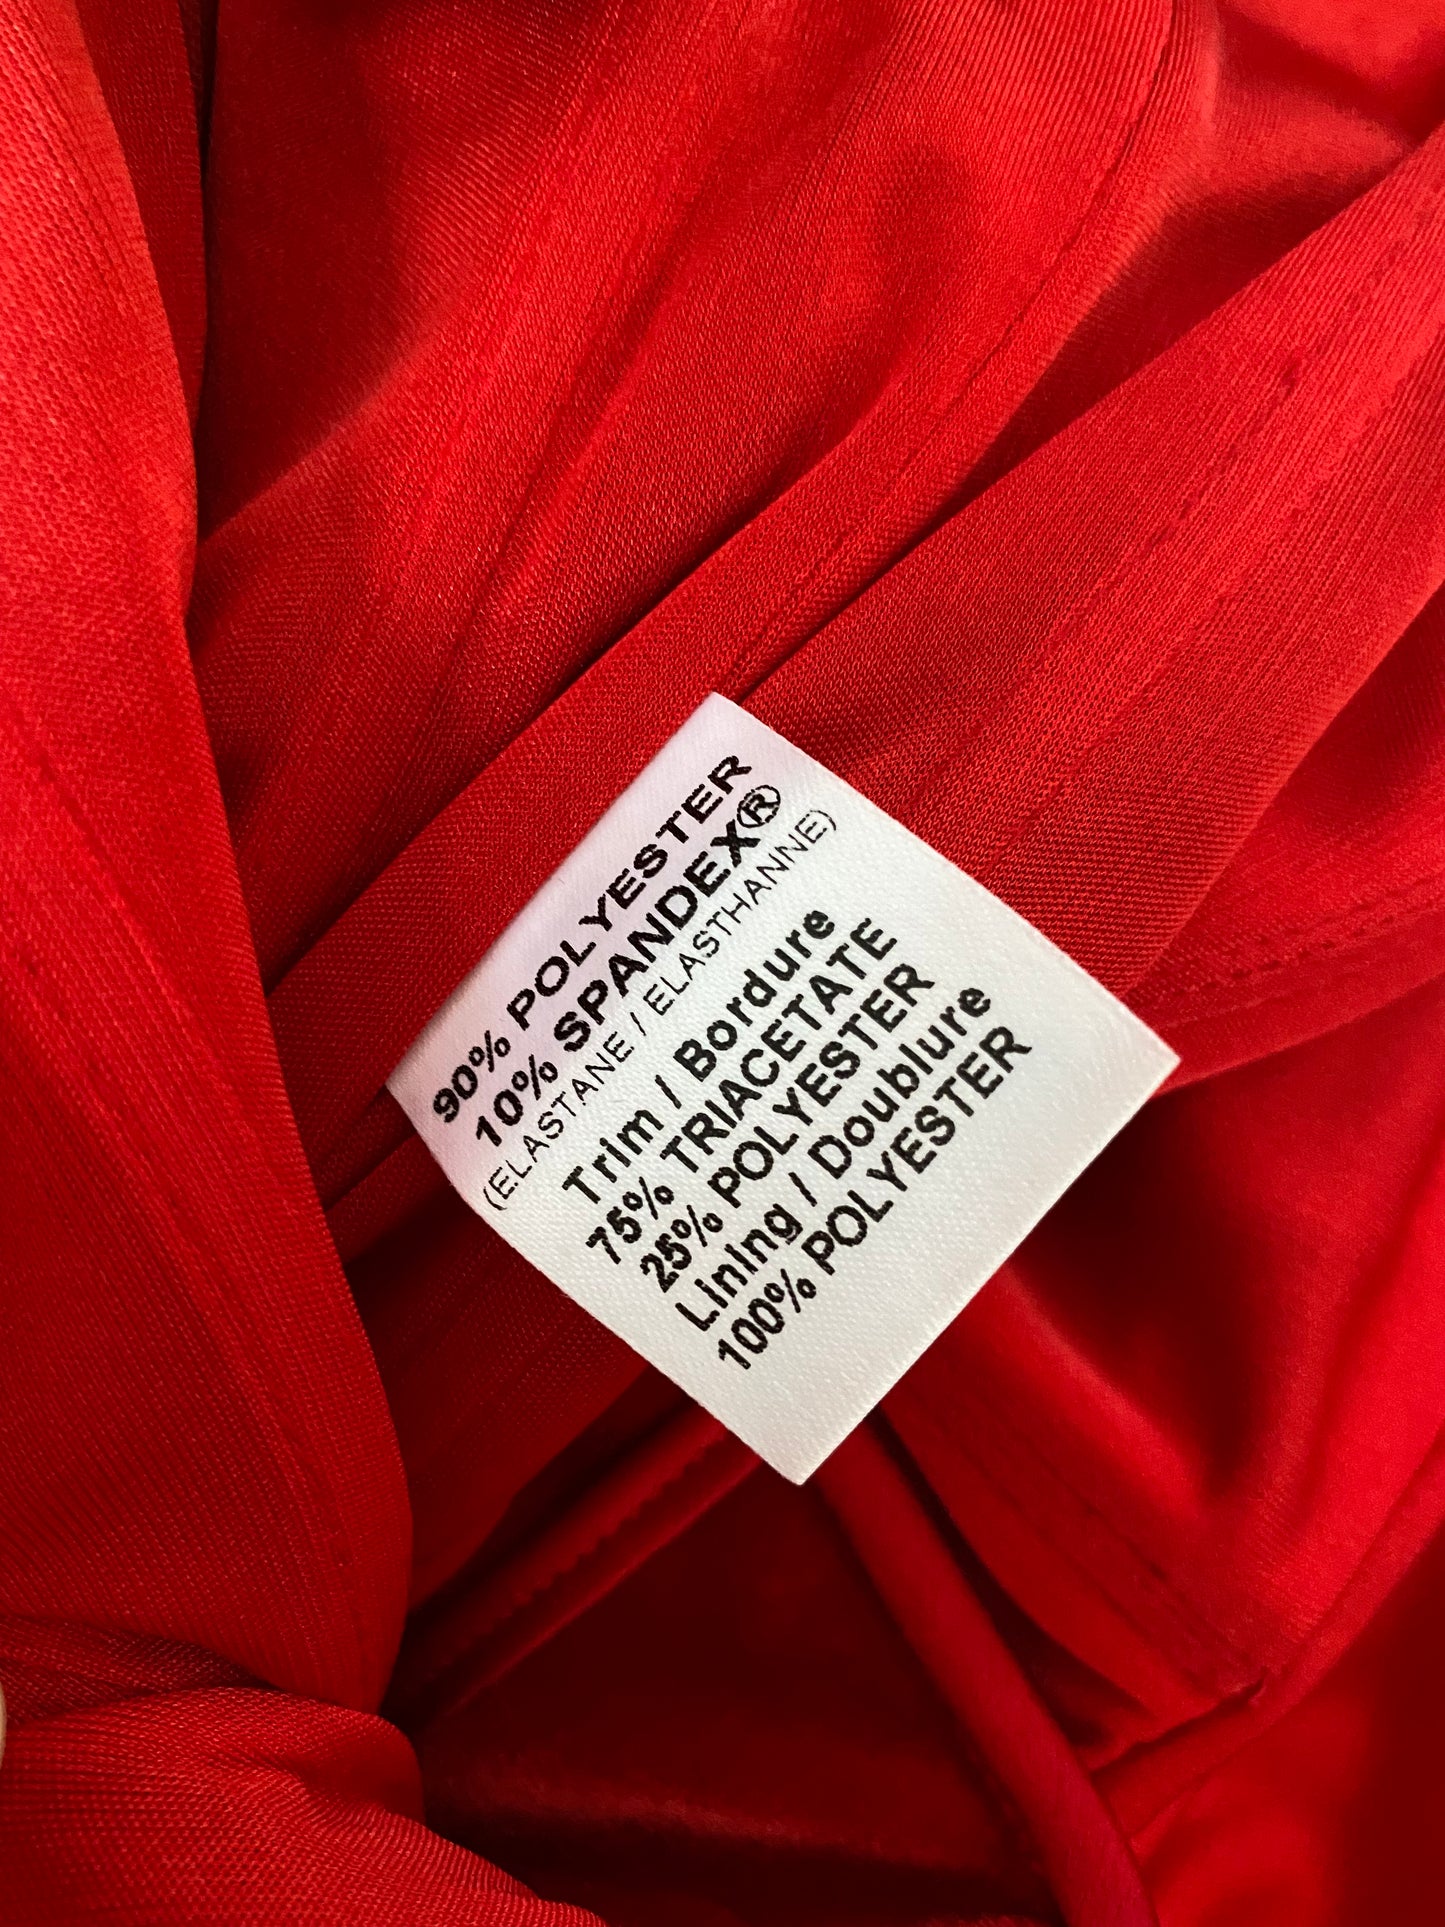 90% POLYESTER
10% SPANDEX®
(ELASTANE / ELASTHANNE)
Trim / Bordure
75% TRIACETATE
25% POLYESTER
Lining / Doublure
100% POLYESTER